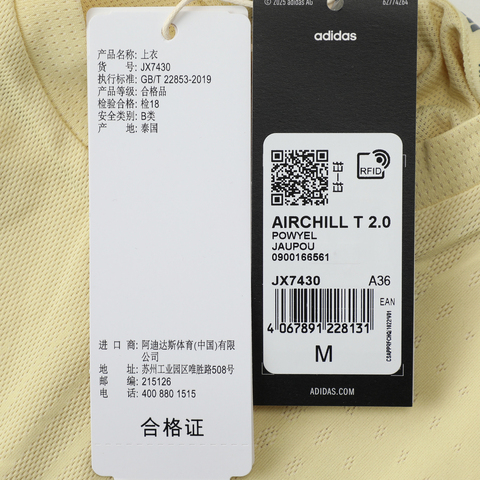 产品名称: 上衣
货 号: JX7430
执行标准: GB/T 22853-2019
产品等级: 合格品
检验合格: 检18
安全类别: B类
产 地: 泰国
进 口 商: 阿迪达斯体育(中国)有限
公司
地 址: 苏州工业园区唯胜路508号
邮 编: 215126
电 话: 400 880 1515
合格证
© 2025 adidas AG
62774264
adidas
RFID
AIRCHILL T 2.0
POWYEL
JAUPOU
0900166561
JX7430 A36
EAN
4 067891 228131
M
ADIDAS.COM